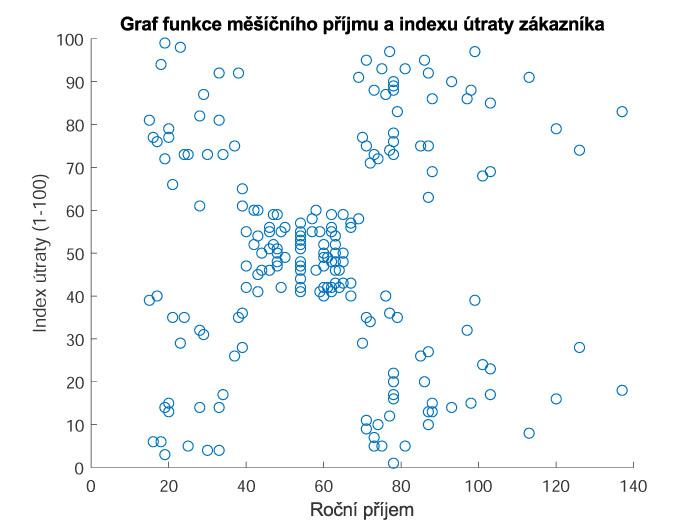 Graf funkce měšíčního příjmu a indexu útraty zákazníka
100
90
80
70
60
50
40
30
20
10
0
Index útraty (1-100)
0 20 40 60 80 100 120 140
Roční příjem